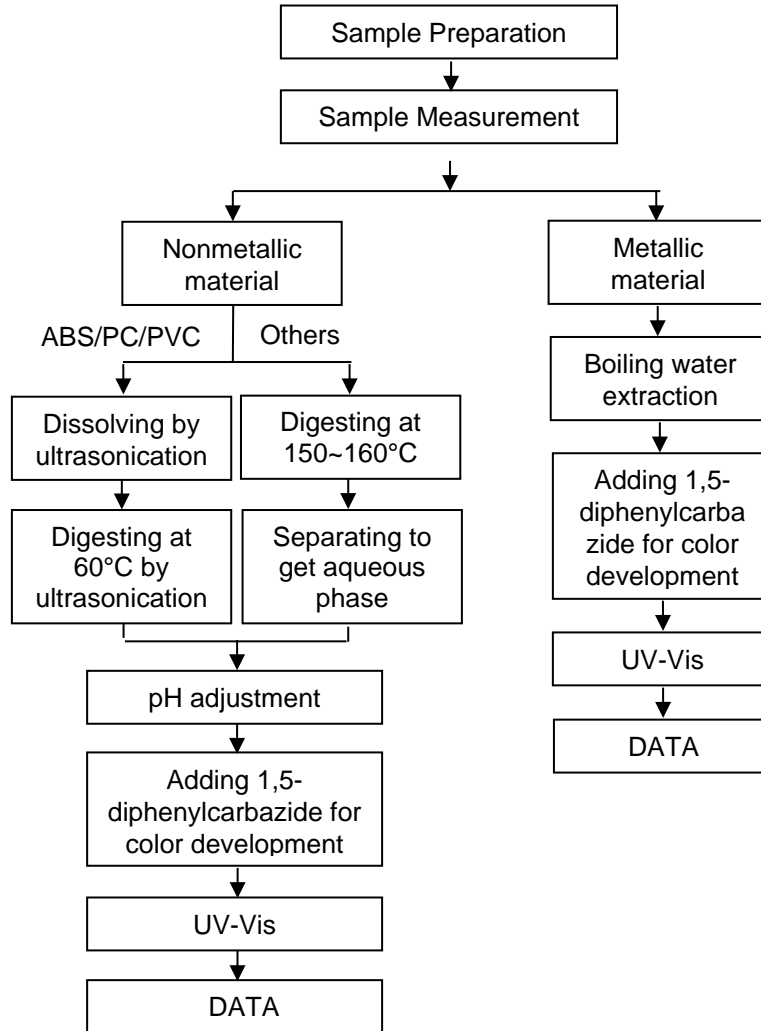 Sample Preparation
Sample Measurement
Nonmetallic
material
ABS/PC/PVC
Others
Dissolving by
ultrasonication
Digesting at
150~160°C
Digesting at
60°C by
ultrasonication
Separating to
get aqueous
phase
pH adjustment
Adding 1,5-
diphenylcarbazide for
color development
UV-Vis
DATA
Metallic
material
Boiling water
extraction
Adding 1,5-
diphenylcarba
zide for color
development
UV-Vis
DATA